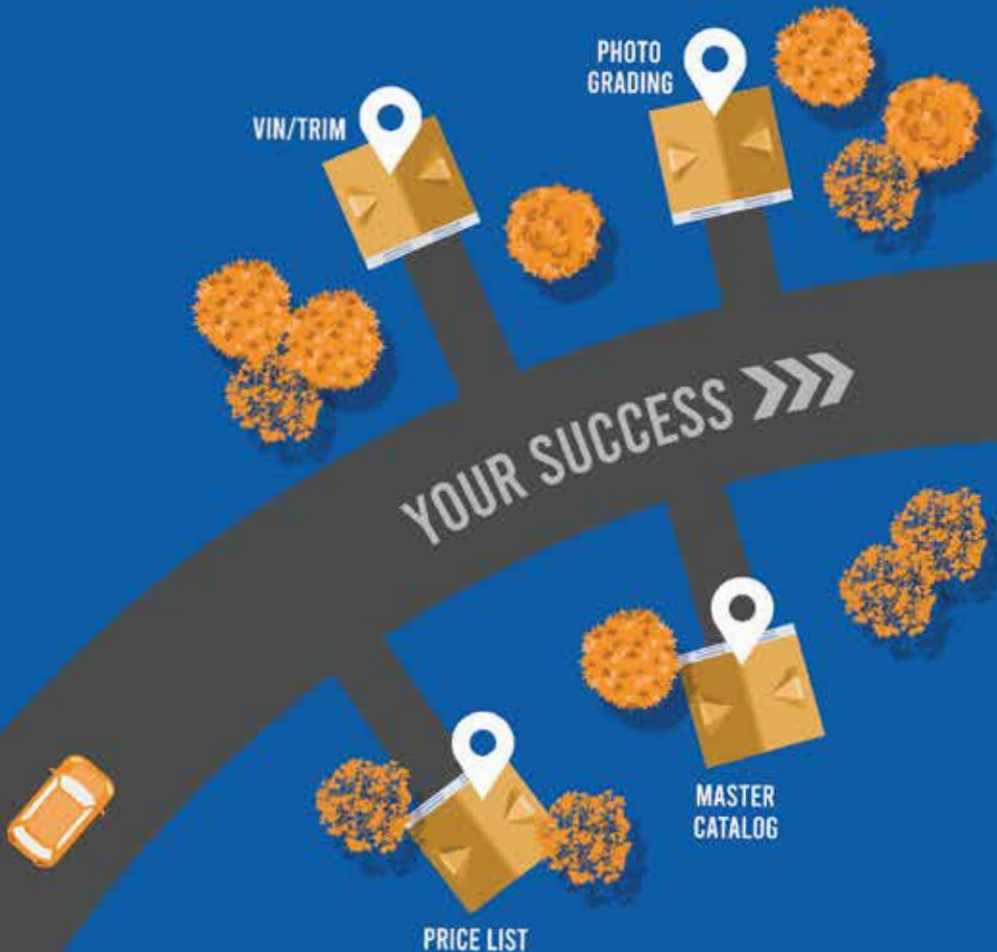 PHOTO
GRADING
VIN/TRIM
YOUR SUCCESS
MASTER
CATALOG
PRICE LIST